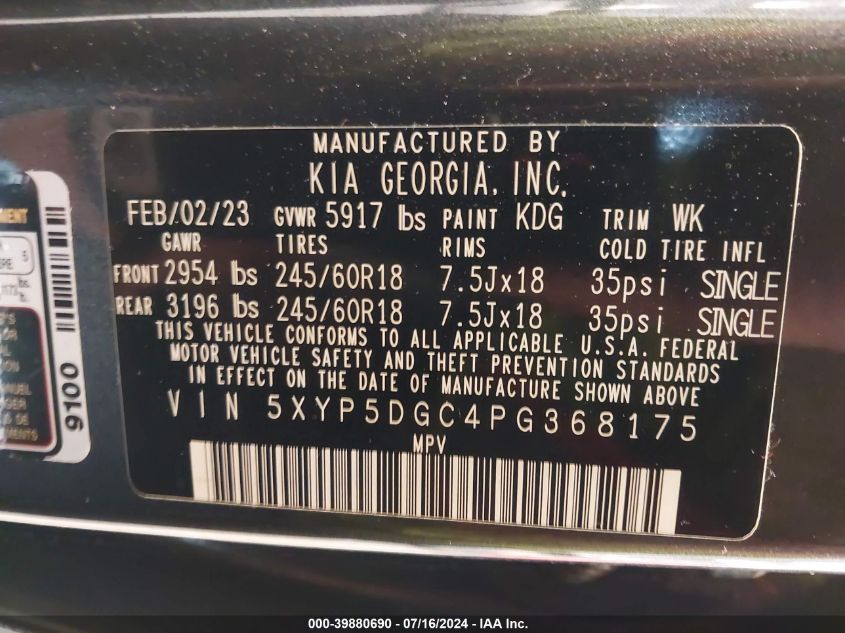 MANUFACTURED BY
KIA GEORGIA, INC.
FEB/02/23 GVWR 5917 lbs PAINT KDG TRIM WK
GAWR TIRES RIMS COLD TIRE INFL
FRONT 2954 lbs 245/60R18 7.5Jx18 35psi SINGLE
REAR 3196 lbs 245/60R18 7.5Jx18 35psi SINGLE
THIS VEHICLE CONFORMS TO ALL APPLICABLE U.S.A. FEDERAL
MOTOR VEHICLE SAFETY AND THEFT PREVENTION STANDARDS
IN EFFECT ON THE DATE OF MANUFACTURE SHOWN ABOVE
VIN 5XYP5DGC4PG368175
MPV
5
9100
000-39880690 - 07/16/2024 - IAA Inc.